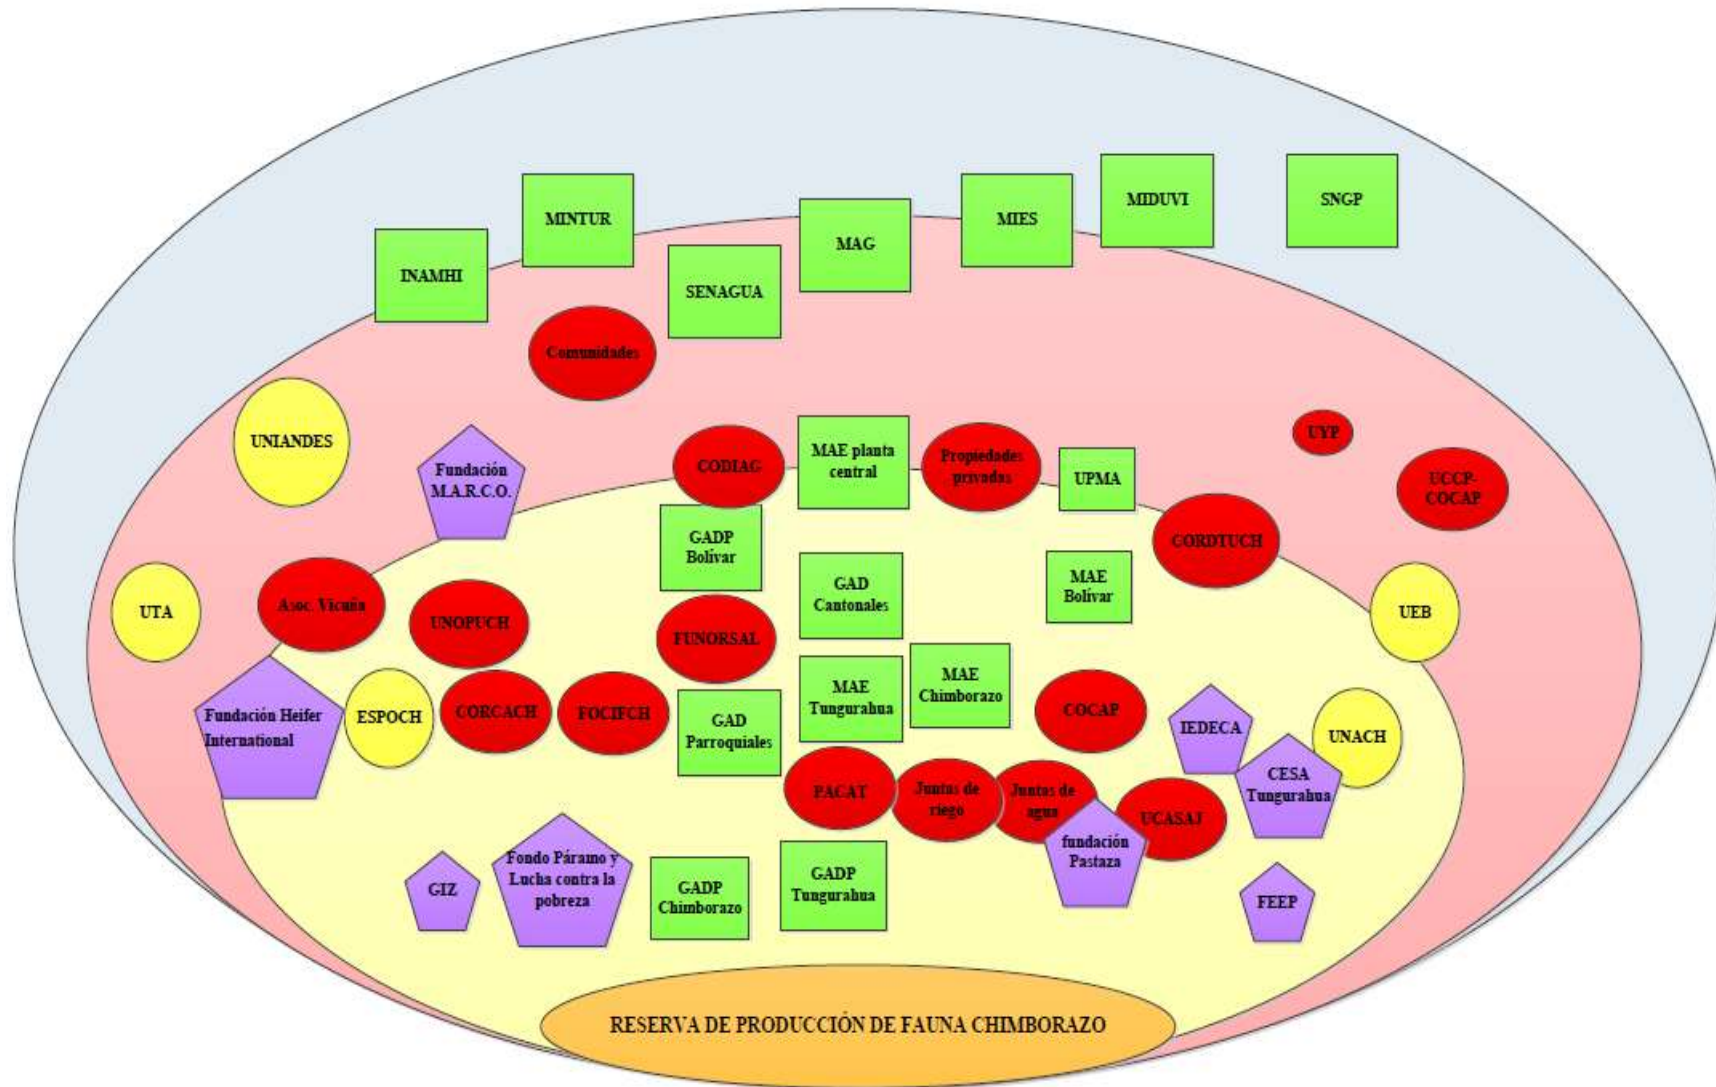 MIDUVI
SNGP
MINTUR
MIES
MAG
INAMHI
SENAGUA
Comunidades
UYP
UNIANDES
Fundación
M.A.R.C.O.
CODIAG
MAE planta
central
Propiedades
privadas
UPMA
UCCP-
COCAP
GADP
Bolívar
CORDTUCH
UTA
Asoc. Vicuña
UNOPUCH
GAD
Cantonales
MAE
Bolívar
UEB
FUNORSAL
MAE
Tungurahua
MAE
Chimborazo
Fundación Heifer
International
ESPOCH
CORCACH
FOCIFCH
GAD
Parroquiales
COCAP
IEDECA
UNACH
PACAT
Juntas de
riego
Juntas de
agua
UCASAJ
CESA
Tungurahua
fundación
Pastaza
GIZ
Fondo Páramo y
Lucha contra la
pobreza
GADP
Chimborazo
GADP
Tungurahua
FEEP
RESERVA DE PRODUCCIÓN DE FAUNA CHIMBORAZO